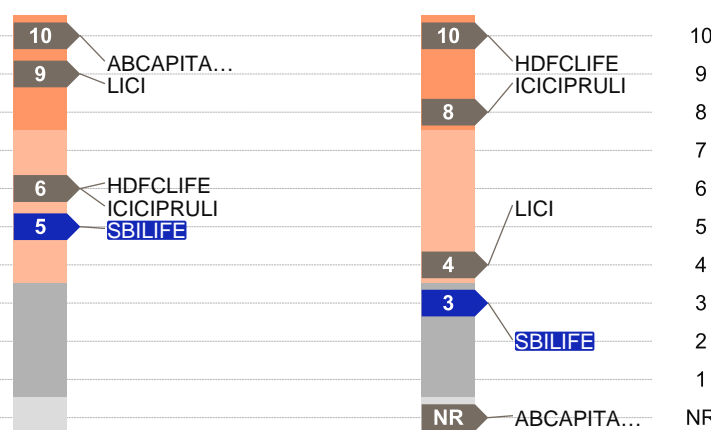 10
ABCAPITA...
9
LICI
6
HDFCLIFE
ICICIPRULI
5
SBILIFE
10
HDFCLIFE
ICICIPRULI
8
LICI
4
3
SBILIFE
NR
ABCAPITA...
10
9
8
7
6
5
4
3
2
1
NR